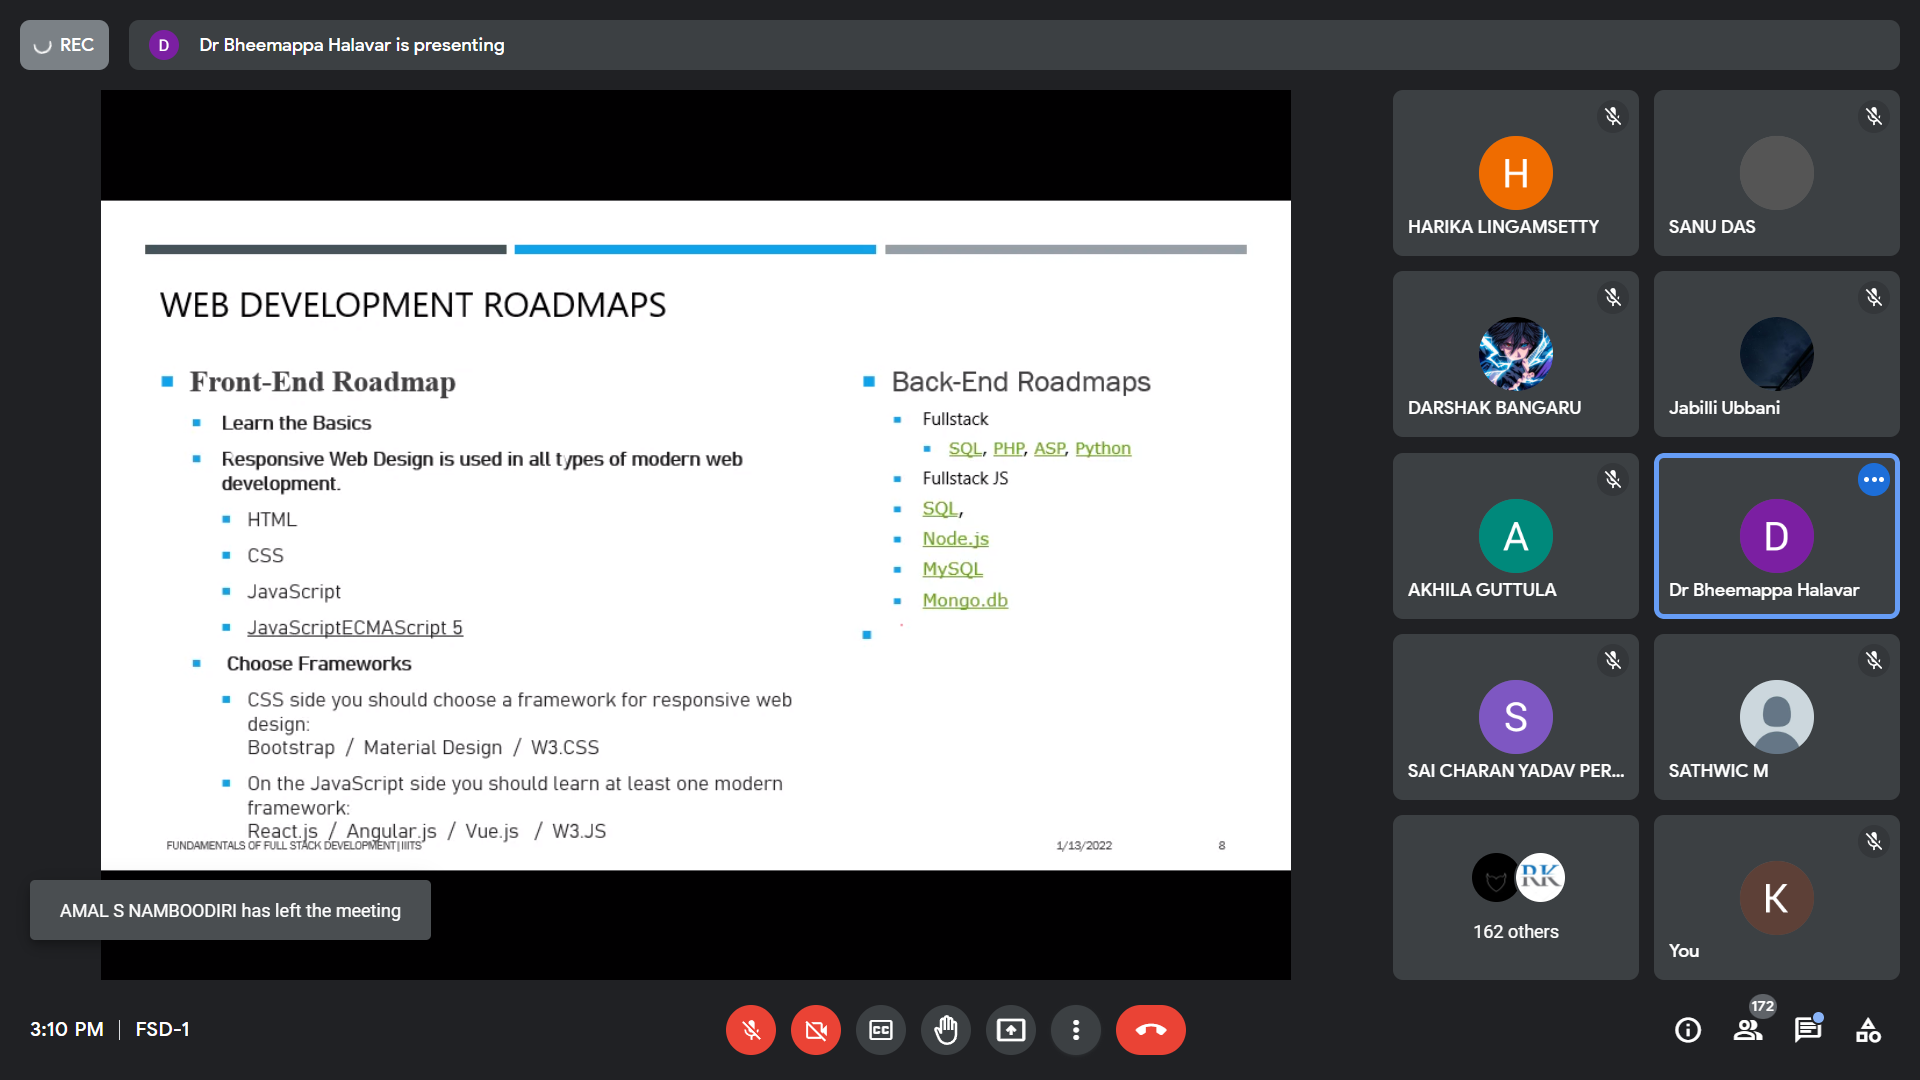 REC
D
Dr Bheemappa Halavar is presenting
WEB DEVELOPMENT ROADMAPS
Front-End Roadmap
Learn the Basics
Responsive Web Design is used in all types of modern web
development.
HTML
CSS
JavaScript
JavaScriptECMAScript 5
Choose Frameworks
CSS side you should choose a framework for responsive web
design:
Bootstrap / Material Design / W3.CSS
On the JavaScript side you should learn at least one modern
framework:
React.js / Angular.js / Vue.js / W3.JS
Back-End Roadmaps
Fullstack
SQL, PHP, ASP, Python
Fullstack JS
SQL,
Node.js
MySQL
Mongo.db
FUNDAMENTALS OF FULL STACK DEVELOPMENT|IIITS
1/13/2022
8
AMAL S NAMBOODIRI has left the meeting
H
HARIKA LINGAMSETTY
SANU DAS
DARSHAK BANGARU
Jabilli Ubbani
A
AKHILA GUTTULA
D
Dr Bheemappa Halavar
S
SAI CHARAN YADAV PER...
SATHWIC M
RK
162 others
K
You
3:10 PM | FSD-1
CC
172